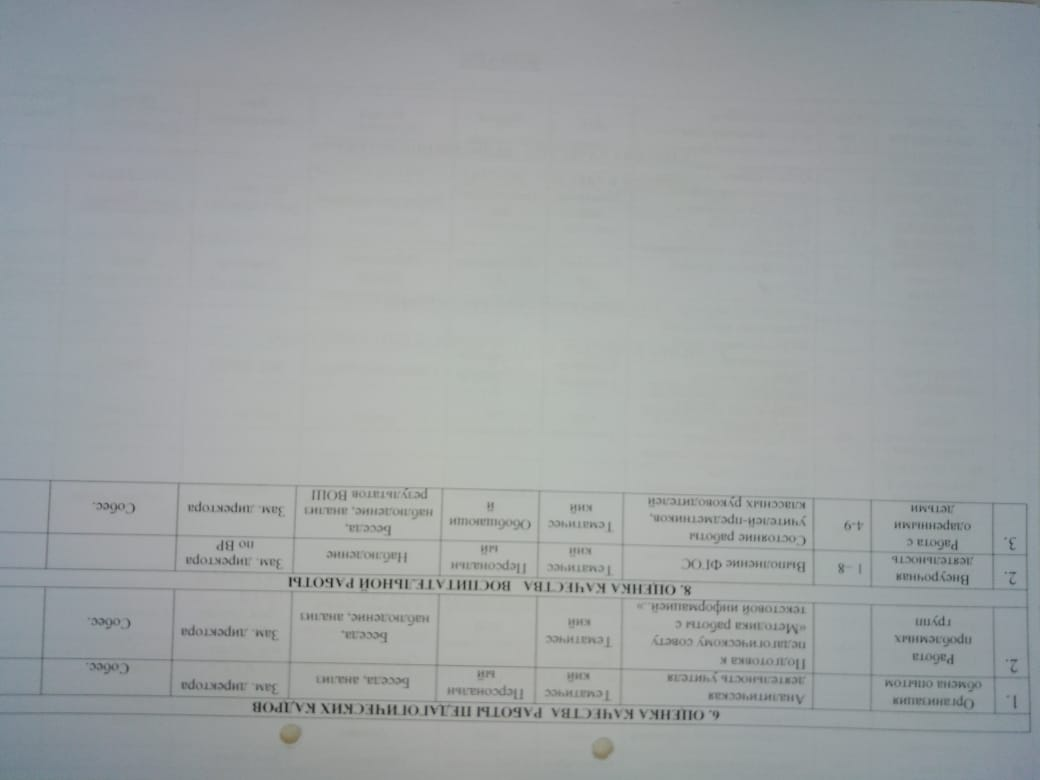 6. ОЦЕНКА КАЧЕСТВА РАБОТЫ ПЕДАГОГИЧЕСКИХ КАДРОВ
1. Организация обмена опытом Аналитическая деятельность учителя Тематичес кий Персональн ый Беседа, анализ Зам. директора Собес.
2. Работа проблемных групп Подготовка к педагогическому совету «Методика работы с текстовой информацией..» Тематичес кий Беседа, наблюдение, анализ Зам. директора Собес.
8. ОЦЕНКА КАЧЕСТВА ВОСПИТАТЕЛЬНОЙ РАБОТЫ
2. Внеурочная деятельность 1 –8 Выполнение ФГОС Тематичес кий Персональн ый Наблюдение Зам. директора по ВР
3. Работа с одаренными детьми 4-9 Состояние работы учителей-предметников, классных руководителей Тематичес кий Обобщающи й Беседа, наблюдение, анализ результатов ВОШ Зам. директора Собес.